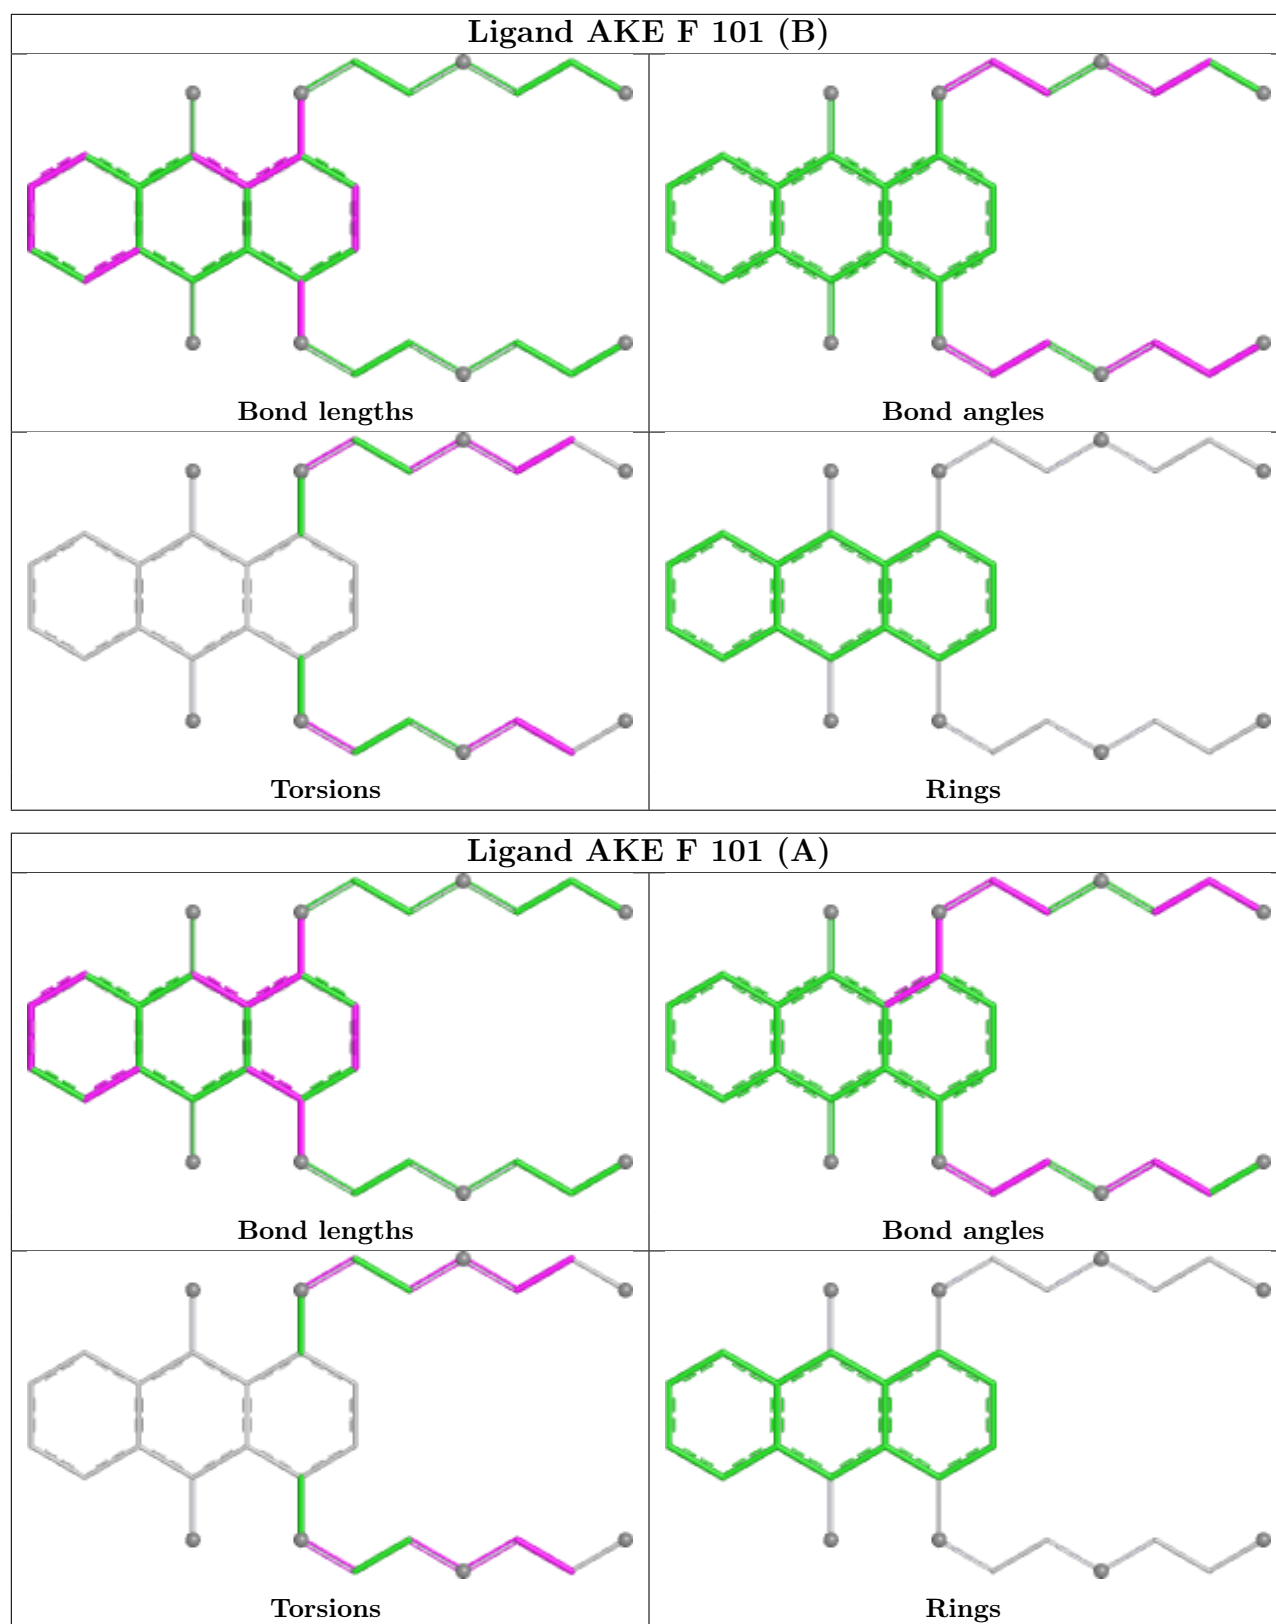 Ligand AKE F 101 (B)
Bond lengths
Bond angles
Torsions
Rings
Ligand AKE F 101 (A)
Bond lengths
Bond angles
Torsions
Rings